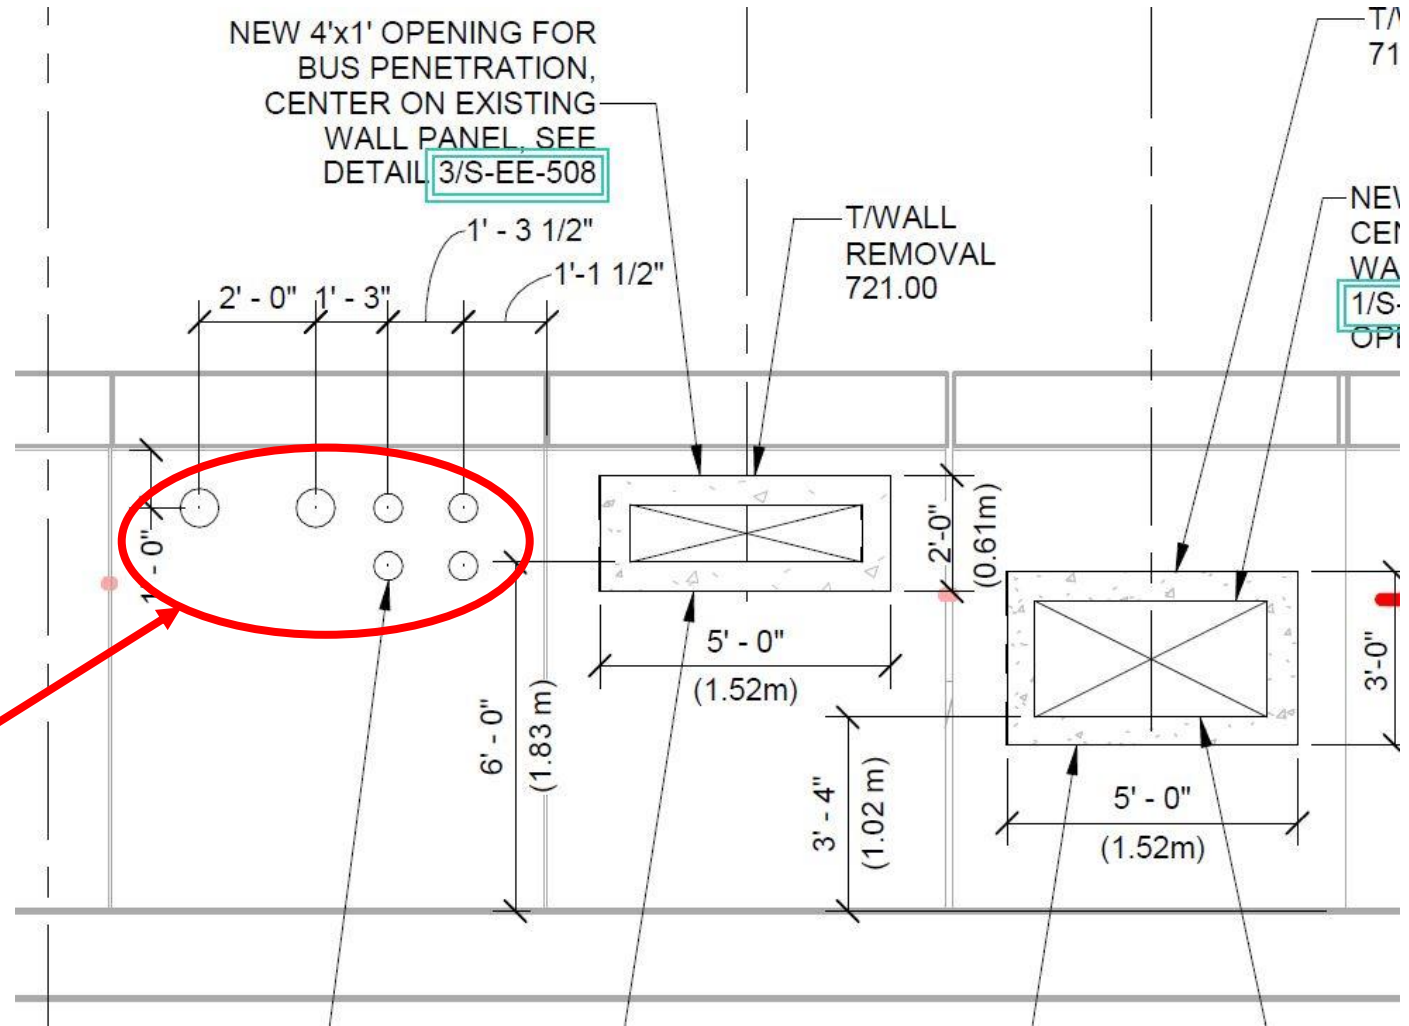 NEW 4'x1' OPENING FOR
BUS PENETRATION,
CENTER ON EXISTING
WALL PANEL, SEE
DETAIL 3/S-EE-508
1' - 3 1/2"
1'-1 1/2"
2' - 0"
1' - 3"
T/WALL
REMOVAL
721.00
1' - 0"
2'-0"
(0.61m)
5' - 0"
(1.52m)
6' - 0"
(1.83 m)
3' - 4"
(1.02 m)
5' - 0"
(1.52m)
3'-0"
71
1/S-